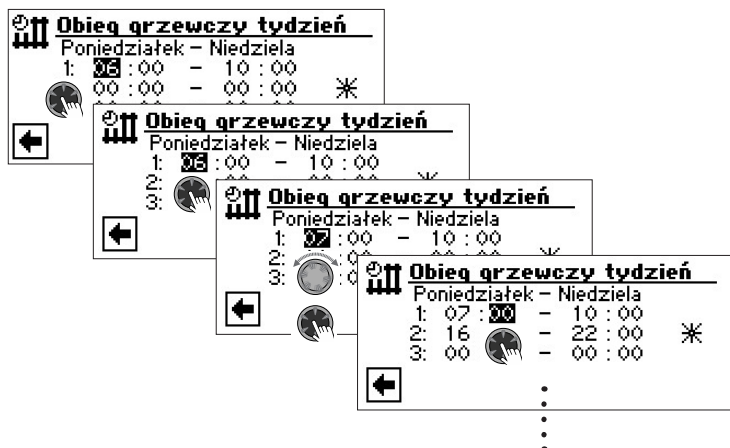 Obieg grzewczy tydzień
Poniedziałek – Niedziela
1: 06 : 00 – 10 : 00
00 : 00 – 00 : 00
Obieg grzewczy tydzień
Poniedziałek – Niedziela
1: 06 : 00 – 10 : 00
2:
3:
Obieg grzewczy tydzień
Poniedziałek – Niedziela
1: 07 : 00 – 10 : 00
2:
3:
Obieg grzewczy tydzień
Poniedziałek – Niedziela
1: 07 : 00 – 10 : 00
2: 16 – 22 : 00
3: 00 – 00 : 00